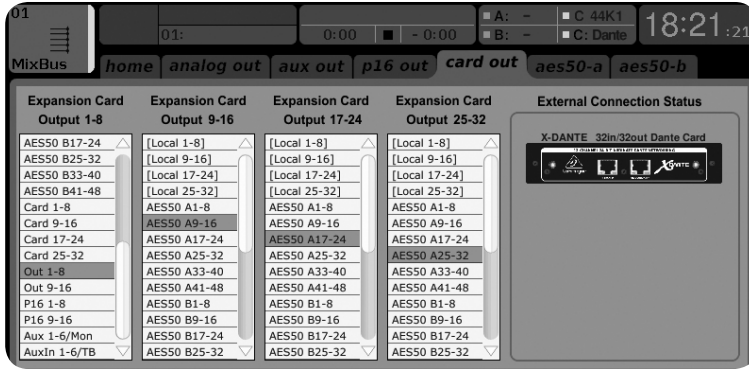 01
01:
0:00
- 0:00
A: -
B: -
C 44K1
C: Dante
18:21:21
MixBus
home
analog out
aux out
p16 out
card out
aes50-a
aes50-b
Expansion Card
Output 1-8
AES50 B17-24
AES50 B25-32
AES50 B33-40
AES50 B41-48
Card 1-8
Card 9-16
Card 17-24
Card 25-32
Out 1-8
Out 9-16
P16 1-8
P16 9-16
Aux 1-6/Mon
AuxIn 1-6/TB
Expansion Card
Output 9-16
[Local 1-8]
[Local 9-16]
[Local 17-24]
[Local 25-32]
AES50 A1-8
AES50 A9-16
AES50 A17-24
AES50 A25-32
AES50 A33-40
AES50 A41-48
AES50 B1-8
AES50 B9-16
AES50 B17-24
AES50 B25-32
Expansion Card
Output 17-24
[Local 1-8]
[Local 9-16]
[Local 17-24]
[Local 25-32]
AES50 A1-8
AES50 A9-16
AES50 A17-24
AES50 A25-32
AES50 A33-40
AES50 A41-48
AES50 B1-8
AES50 B9-16
AES50 B17-24
AES50 B25-32
Expansion Card
Output 25-32
[Local 1-8]
[Local 9-16]
[Local 17-24]
[Local 25-32]
AES50 A1-8
AES50 A9-16
AES50 A17-24
AES50 A25-32
AES50 A33-40
AES50 A41-48
AES50 B1-8
AES50 B9-16
AES50 B17-24
AES50 B25-32
External Connection Status
X-DANTE 32in/32out Dante Card